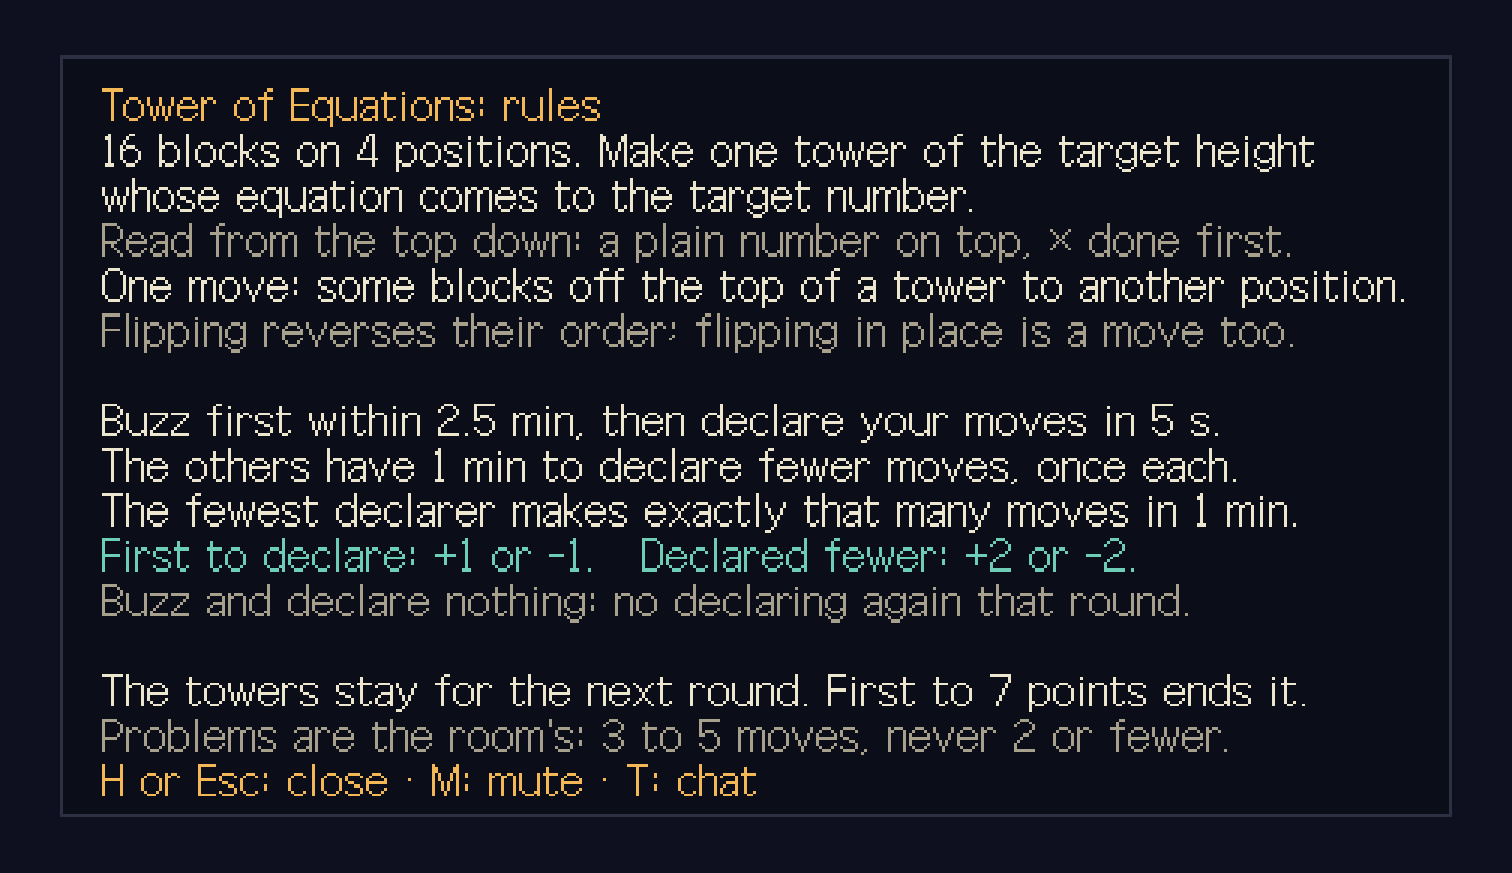 Tower of Equations: rules
16 blocks on 4 positions. Make one tower of the target height
whose equation comes to the target number.
Read from the top down: a plain number on top, × done first.
One move: some blocks off the top of a tower to another position.
Flipping reverses their order; flipping in place is a move too.
Buzz first within 2.5 min, then declare your moves in 5 s.
The others have 1 min to declare fewer moves, once each.
The fewest declarer makes exactly that many moves in 1 min.
First to declare: +1 or -1.  Declared fewer: +2 or -2.
Buzz and declare nothing: no declaring again that round.
The towers stay for the next round. First to 7 points ends it.
Problems are the room's: 3 to 5 moves, never 2 or fewer.
H or Esc: close · M: mute · T: chat